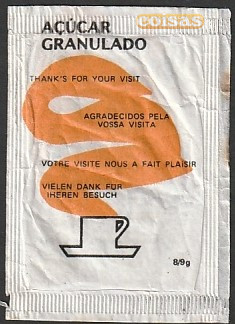 coisas
AÇÚCAR
GRANULADO
THANK'S FOR YOUR VISIT
AGRADECIDOS PELA
VOSSA VISITA
VOTRE VISITE NOUS A FAIT PLAISIR
VIELEN DANK FÜR
IHEREN BESUCH
8/9g